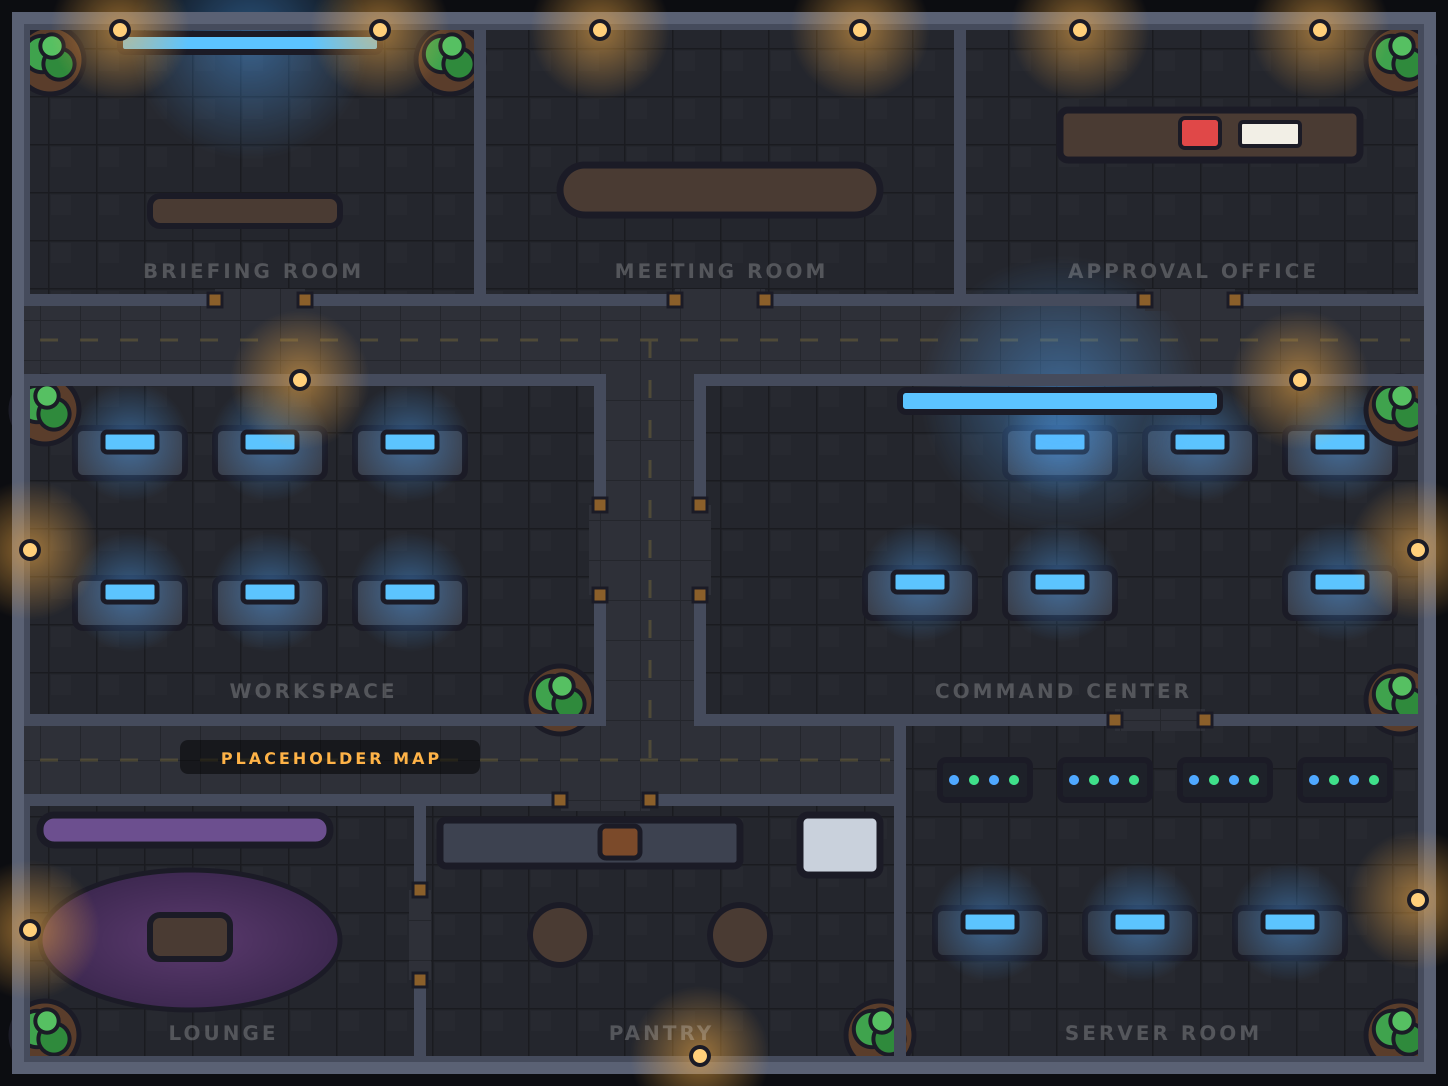 BRIEFING ROOM
MEETING ROOM
APPROVAL OFFICE
WORKSPACE
COMMAND CENTER
PLACEHOLDER MAP
LOUNGE
PANTRY
SERVER ROOM